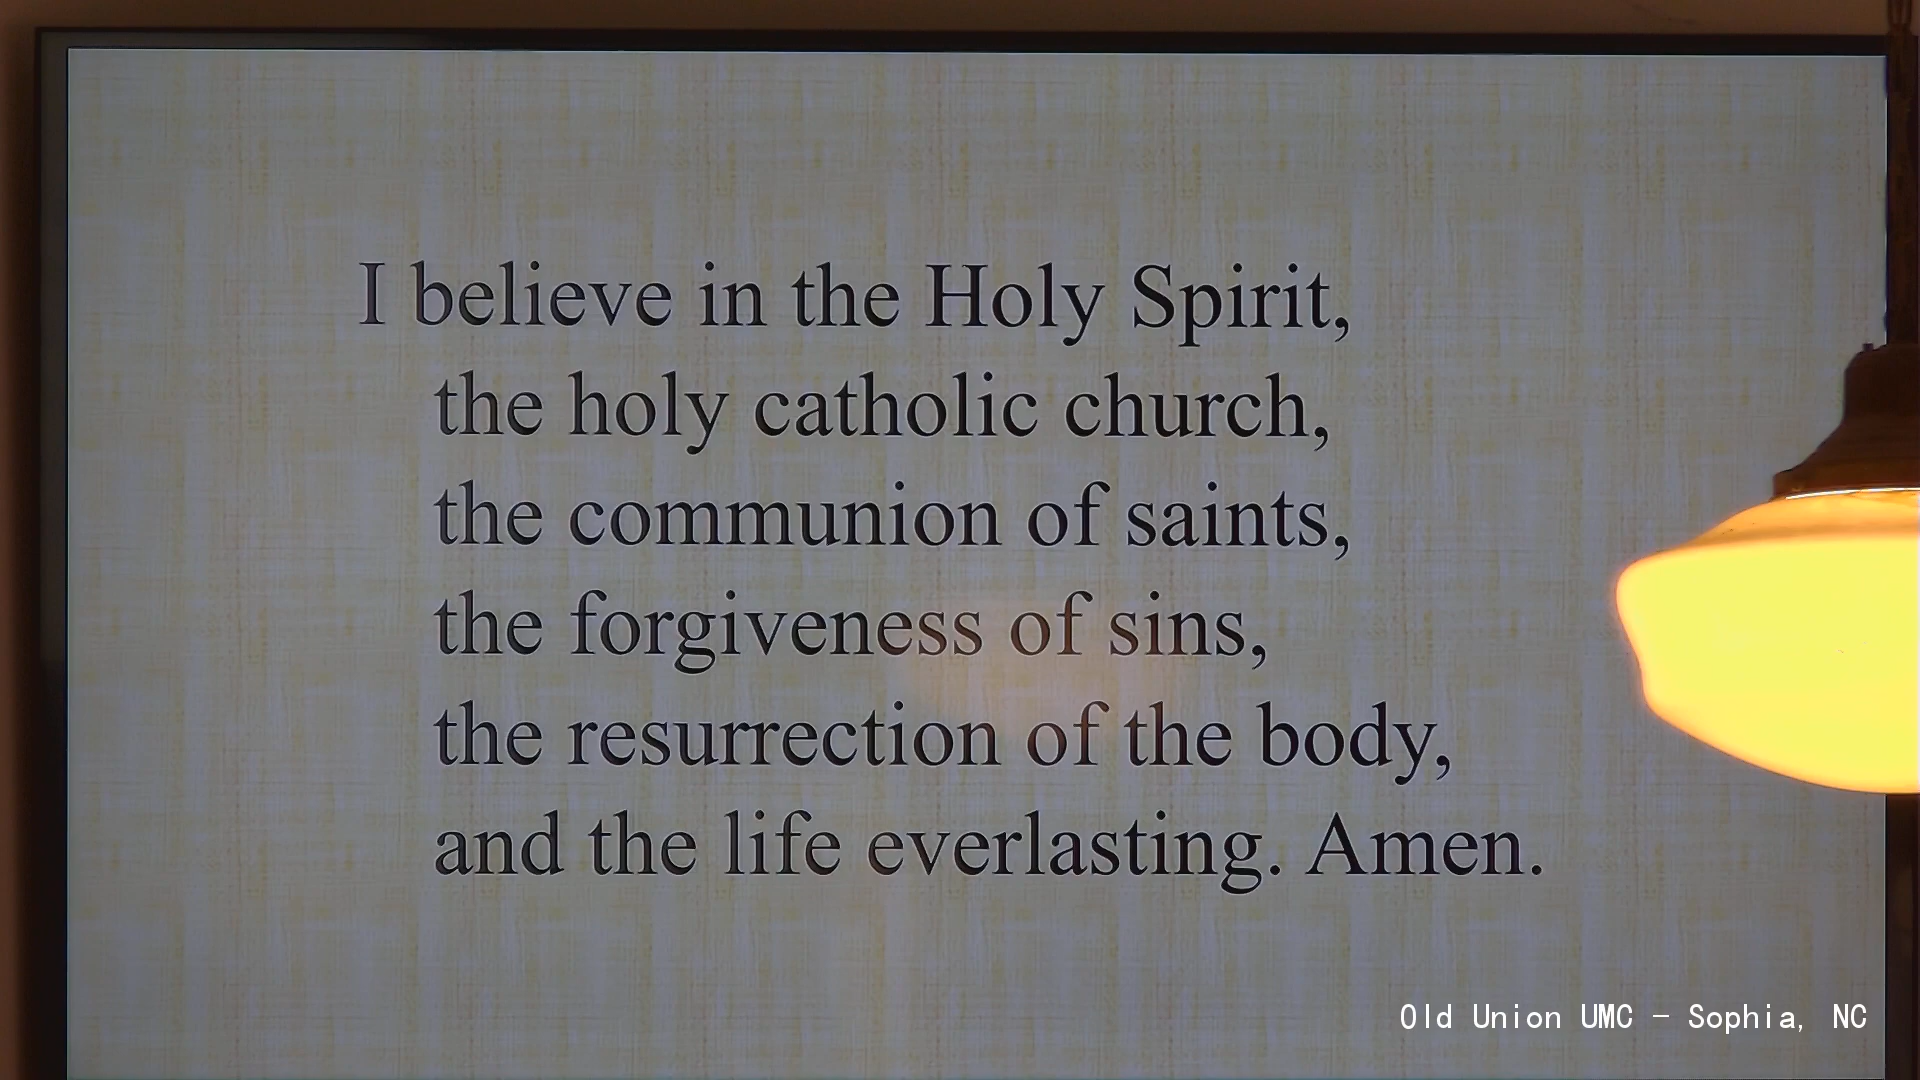 I believe in the Holy Spirit,
the holy catholic church,
the communion of saints,
the forgiveness of sins,
the resurrection of the body,
and the life everlasting. Amen.
Old Union UMC - Sophia, NC